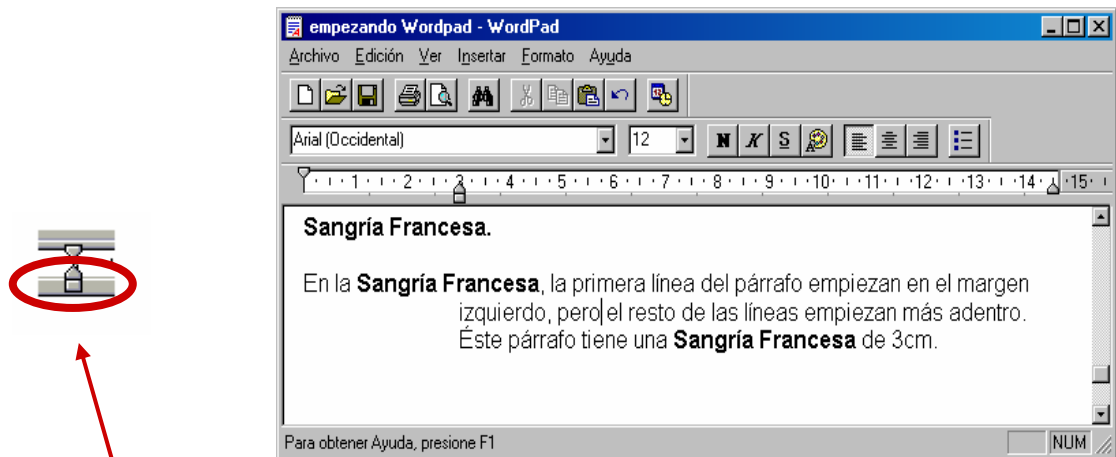 empezando Wordpad - WordPad
Archivo Edición Ver Insertar Formato Ayuda
Arial (Occidental) 12 N K S
1 2 3 4 5 6 7 8 9 10 11 12 13 14 15
Sangría Francesa.
En la Sangría Francesa, la primera línea del párrafo empiezan en el margen
izquierdo, pero el resto de las líneas empiezan más adentro.
Éste párrafo tiene una Sangría Francesa de 3cm.
Para obtener Ayuda, presione F1 NUM